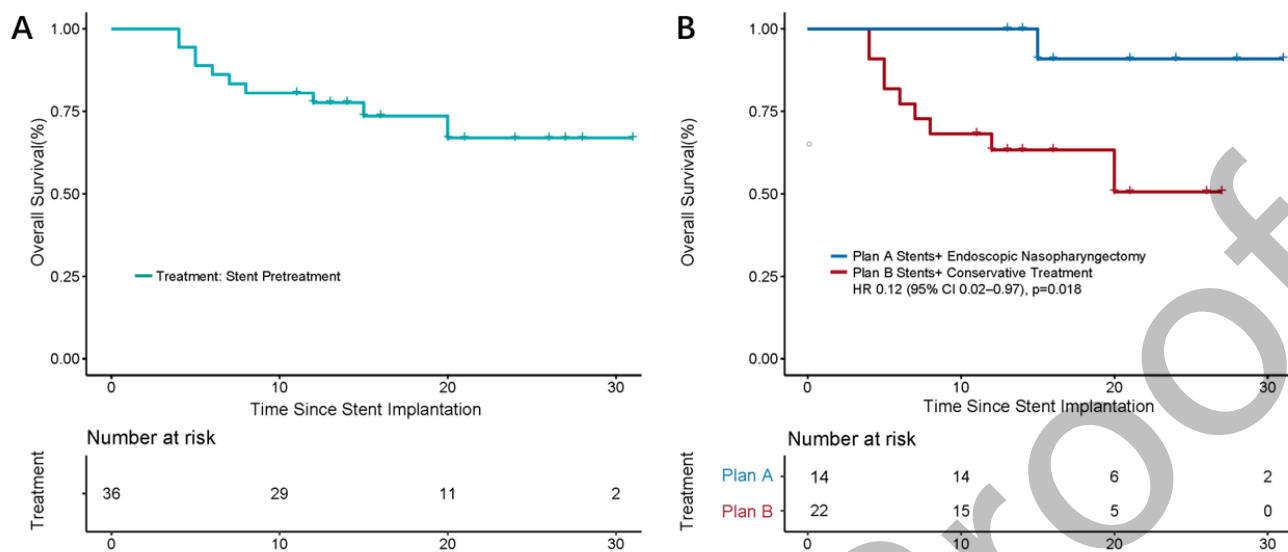 A
1.00
0.75
0.50
0.25
0.00
Overall Survival(%)
Treatment: Stent Pretreatment
0 10 20 30
Time Since Stent Implantation
Number at risk
Treatment
36 29 11 2
0 10 20 30
B
1.00
0.75
0.50
0.25
0.00
Overall Survival(%)
Plan A Stents+ Endoscopic Nasopharyngectomy
Plan B Stents+ Conservative Treatment
HR 0.12 (95% CI 0.02–0.97), p=0.018
0 10 20 30
Time Since Stent Implantation
Number at risk
Treatment
Plan A 14 14 6 2
Plan B 22 15 5 0
0 10 20 30
roof